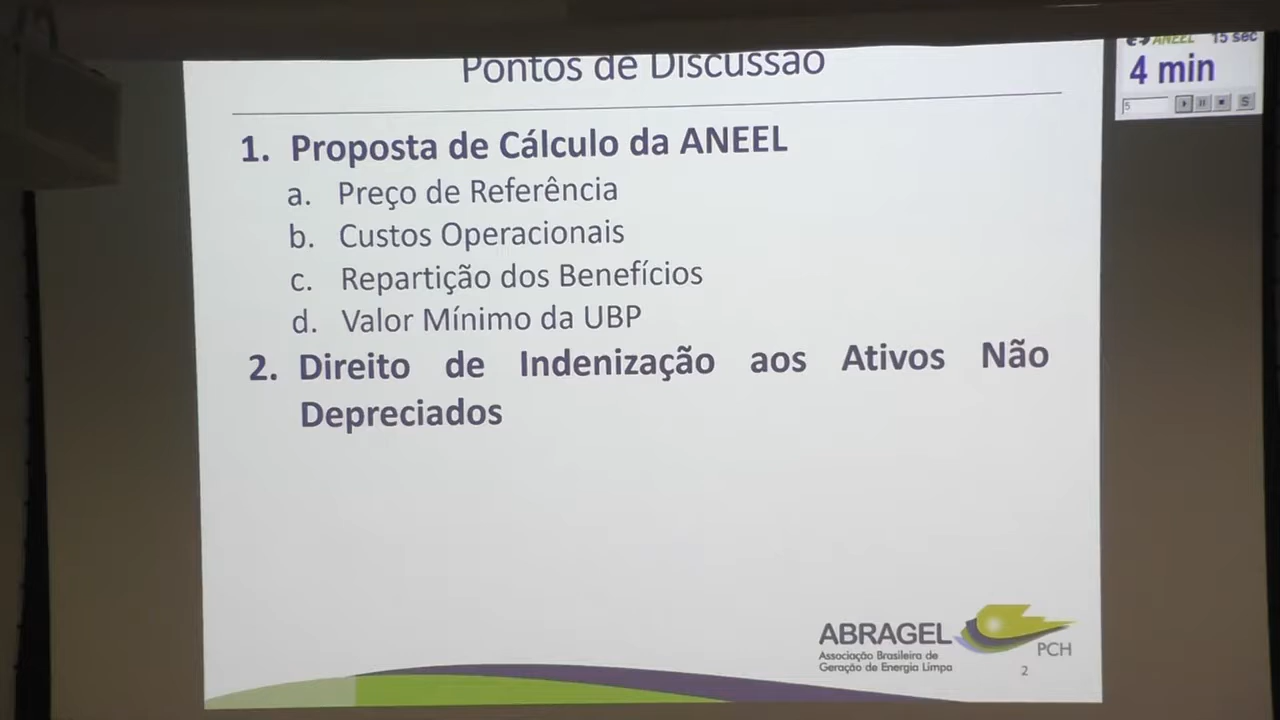 Pontos de Discussão
ANEEL 15 sec
4 min
5
S
1. Proposta de Cálculo da ANEEL
a. Preço de Referência
b. Custos Operacionais
c. Repartição dos Benefícios
d. Valor Mínimo da UBP
2. Direito de Indenização aos Ativos Não
Depreciados
ABRAGEL
Associação Brasileira de
Geração de Energia Limpa
PCH
2